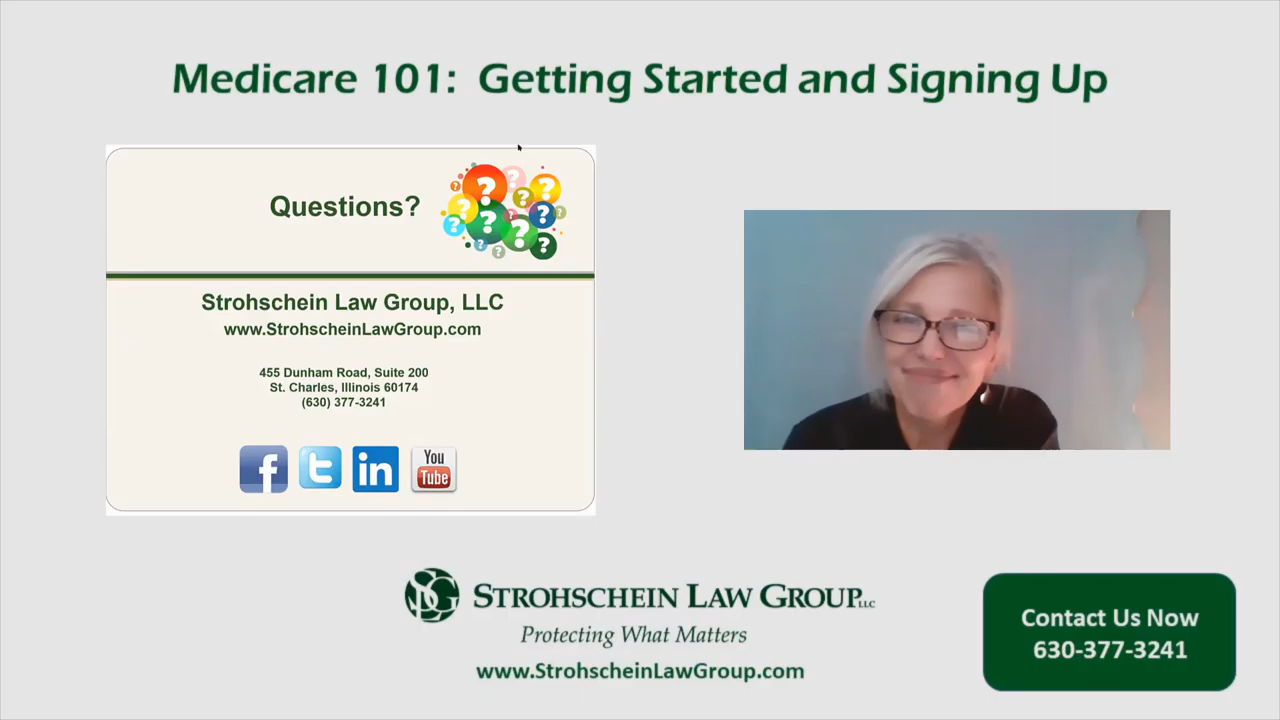 Medicare 101: Getting Started and Signing Up
Questions?
Strohschein Law Group, LLC
www.StrohscheinLawGroup.com
455 Dunham Road, Suite 200
St. Charles, Illinois 60174
(630) 377-3241
f t in You
Tube
SLG STROHSCHEIN LAW GROUP, LLC
Protecting What Matters
www.StrohscheinLawGroup.com
Contact Us Now
630-377-3241